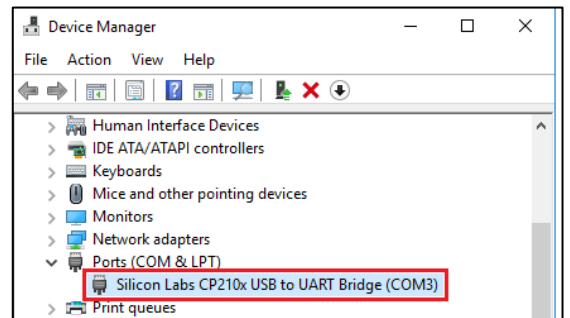 Device Manager
File Action View Help
Human Interface Devices
IDE ATA/ATAPI controllers
Keyboards
Mice and other pointing devices
Monitors
Network adapters
Ports (COM & LPT)
Silicon Labs CP210x USB to UART Bridge (COM3)
Print queues